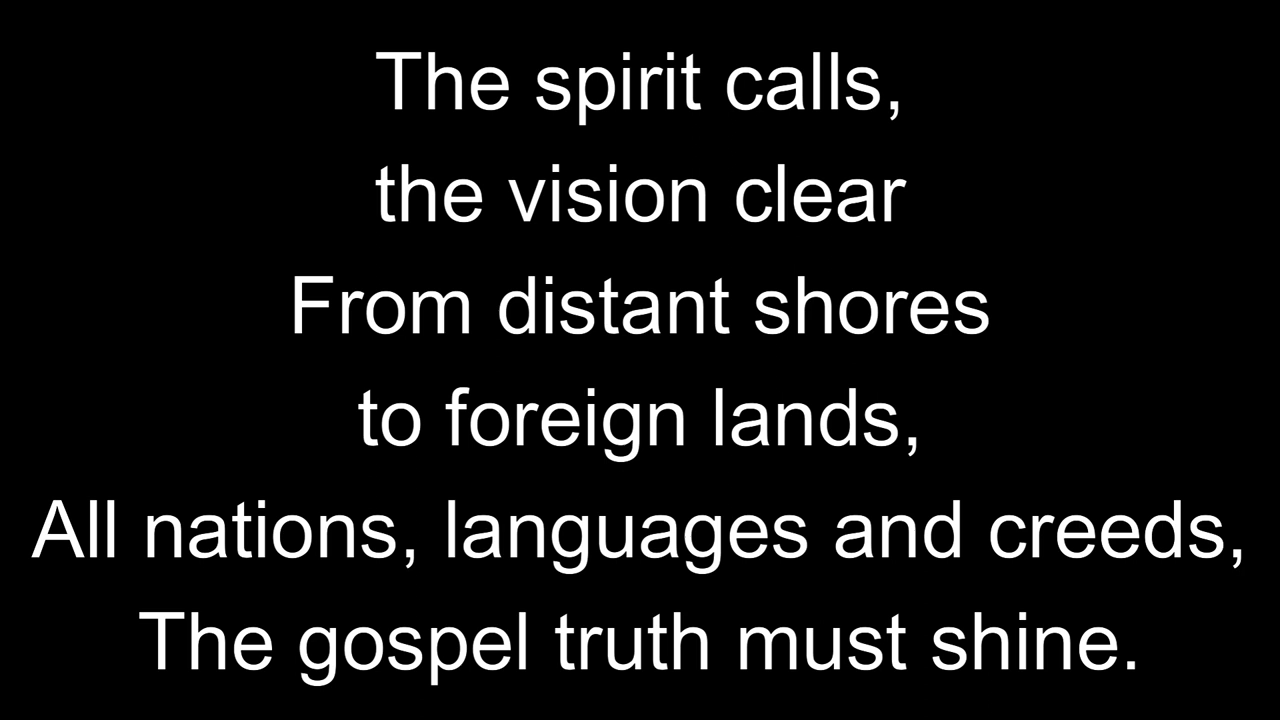 The spirit calls,
the vision clear
From distant shores
to foreign lands,
All nations, languages and creeds,
The gospel truth must shine.